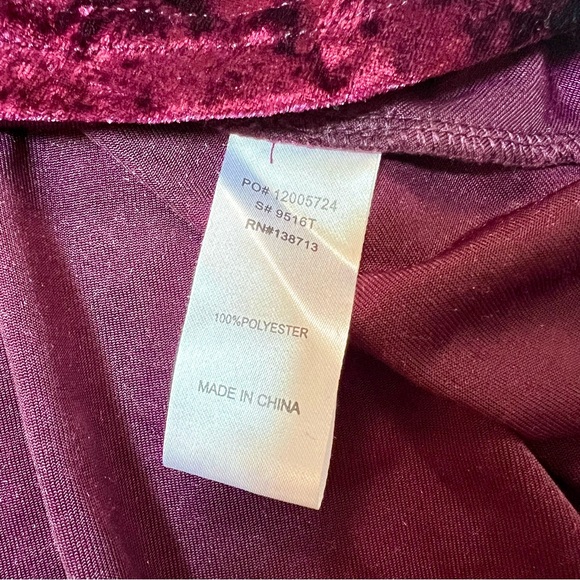 PO# 12005724
S# 9516T
RN#138713
100%POLYESTER
MADE IN CHINA